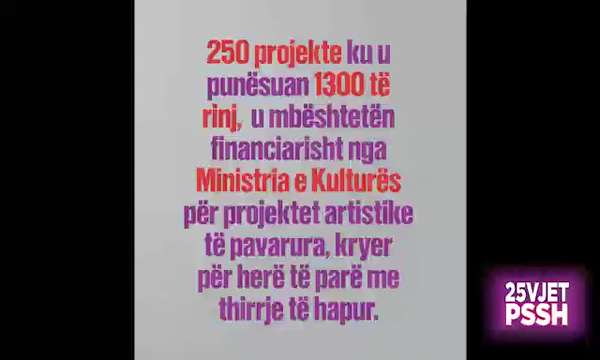 250 projekte ku u
punësuan 1300 të
rinj, u mbështetën
financiarisht nga
Ministria e Kulturës
për projektet artistike
të pavarura, kryer
për herë të parë me
thirrje të hapur.
25VJET
PSSH